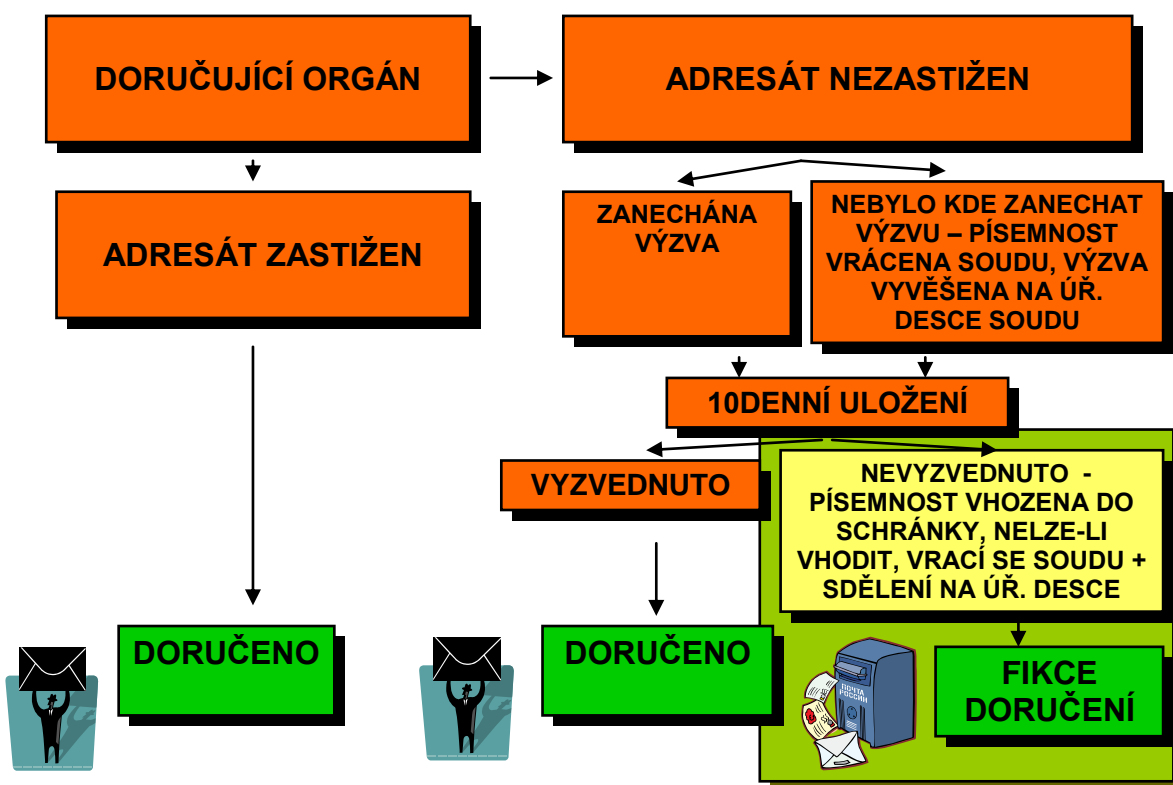 DORUČUJÍCÍ ORGÁN
ADRESÁT NEZASTIŽEN
ADRESÁT ZASTIŽEN
ZANECHÁNA
VÝZVA
NEBYLO KDE ZANECHAT
VÝZVU – PÍSEMNOST
VRÁCENA SOUDU, VÝZVA
VYVĚŠENA NA ÚŘ.
DESCE SOUDU
10DENNÍ ULOŽENÍ
VYZVEDNUTO
NEVYZVEDNUTO -
PÍSEMNOST VHOZENA DO
SCHRÁNKY, NELZE-LI
VHODIT, VRACÍ SE SOUDU +
SDĚLENÍ NA ÚŘ. DESCE
DORUČENO
DORUČENO
ПОЧТА
РОССИИ
FIKCE
DORUČENÍ